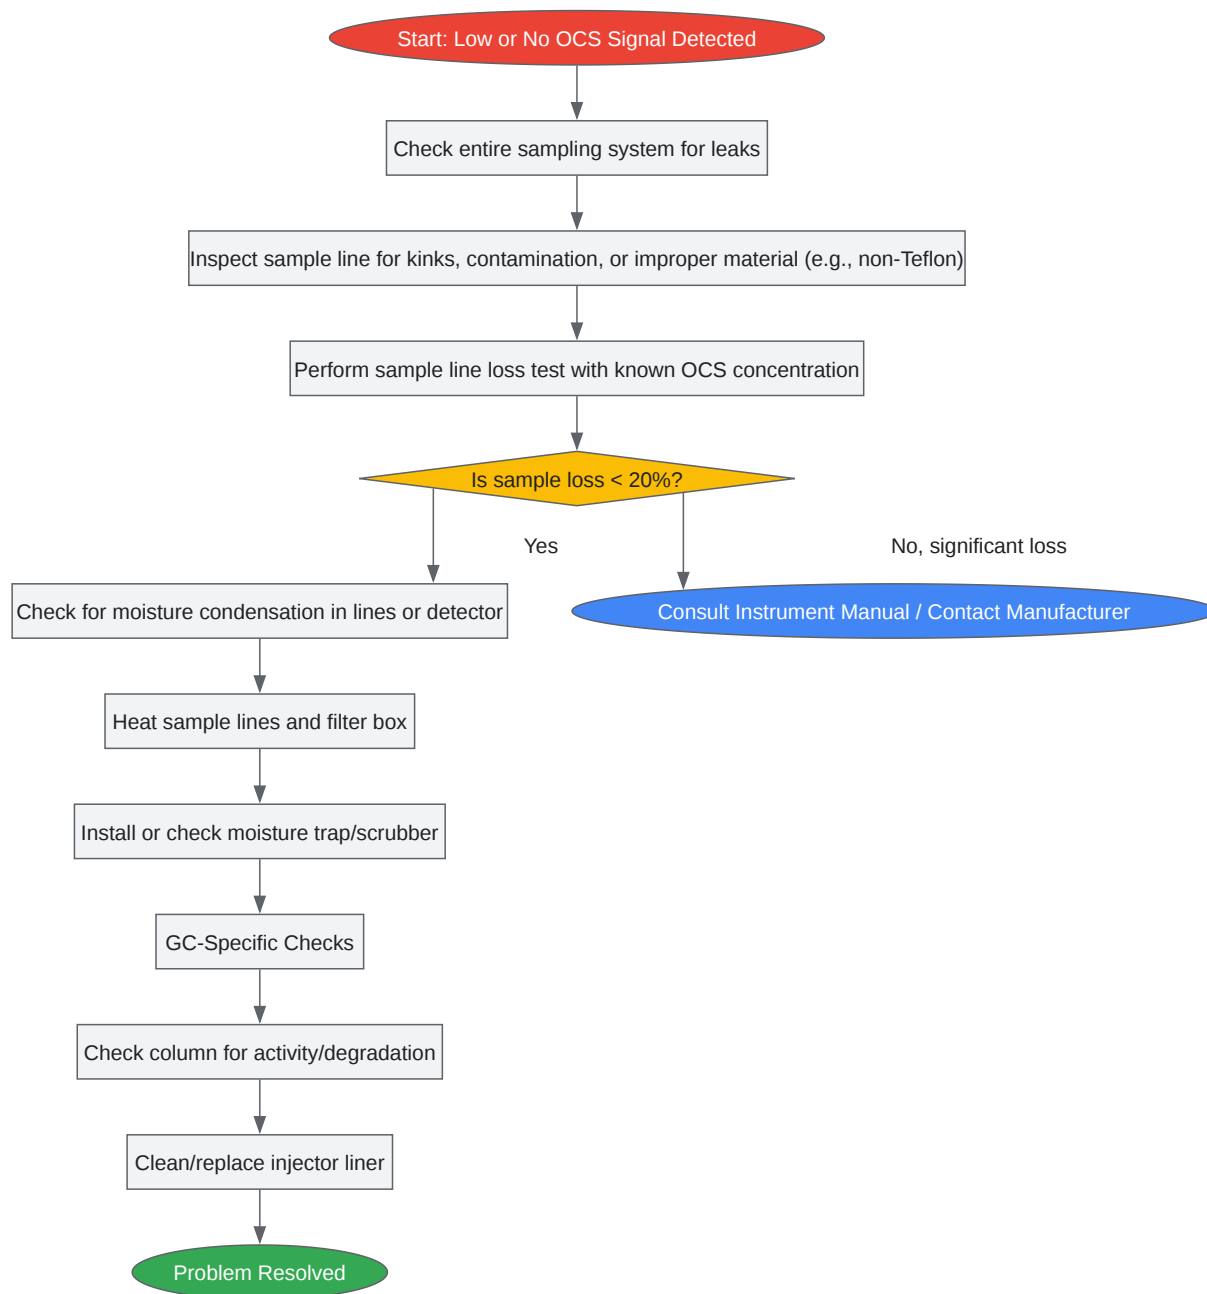 Start: Low or No OCS Signal Detected
Check entire sampling system for leaks
Inspect sample line for kinks, contamination, or improper material (e.g., non-Teflon)
Perform sample line loss test with known OCS concentration
Is sample loss < 20%?
Yes
No, significant loss
Check for moisture condensation in lines or detector
Consult Instrument Manual / Contact Manufacturer
Heat sample lines and filter box
Install or check moisture trap/scrubber
GC-Specific Checks
Check column for activity/degradation
Clean/replace injector liner
Problem Resolved